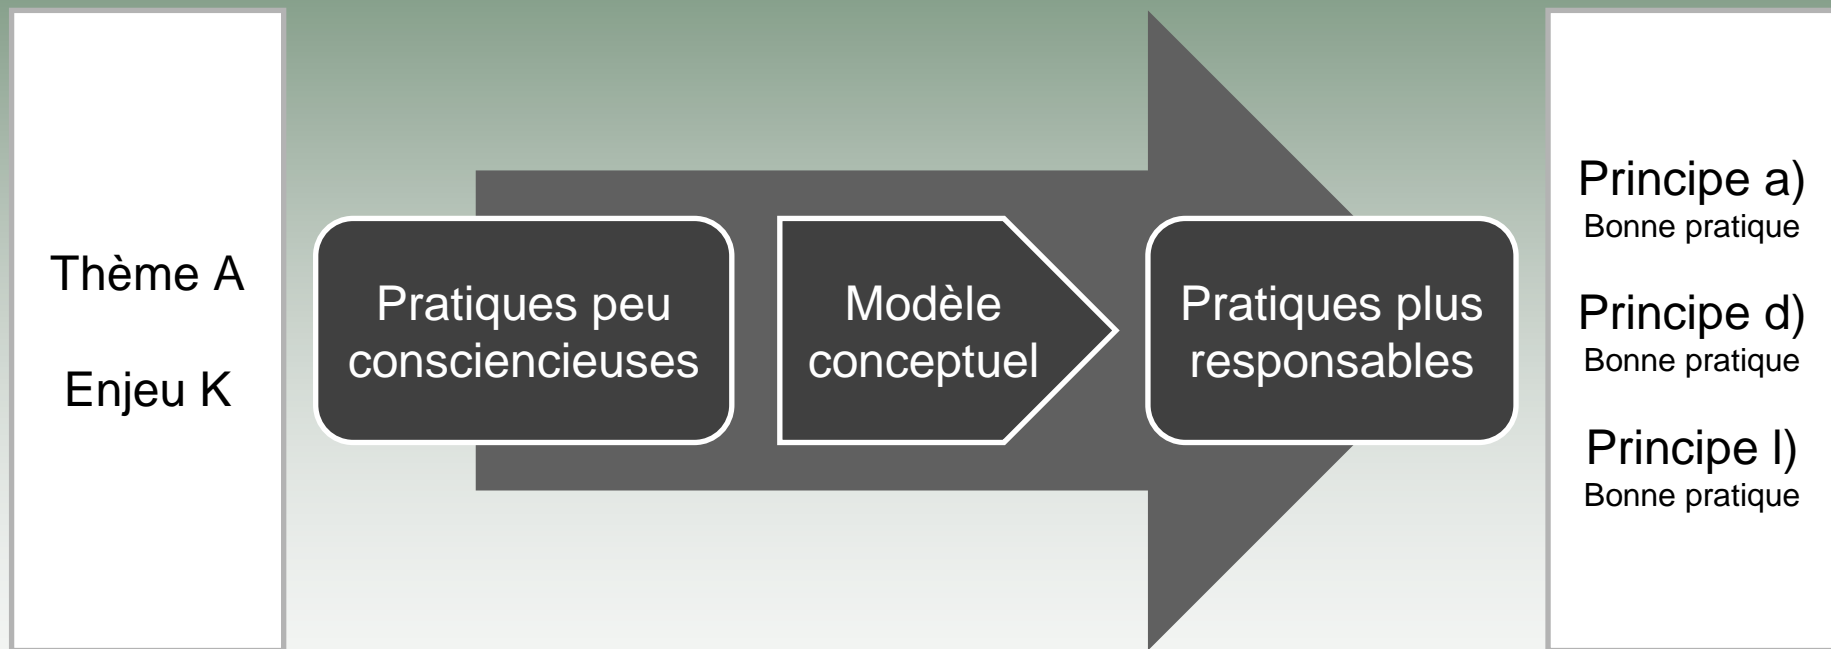 Thème A
Enjeu K
Pratiques peu
consciencieuses
Modèle
conceptuel
Pratiques plus
responsables
Principe a)
Bonne pratique
Principe d)
Bonne pratique
Principe l)
Bonne pratique